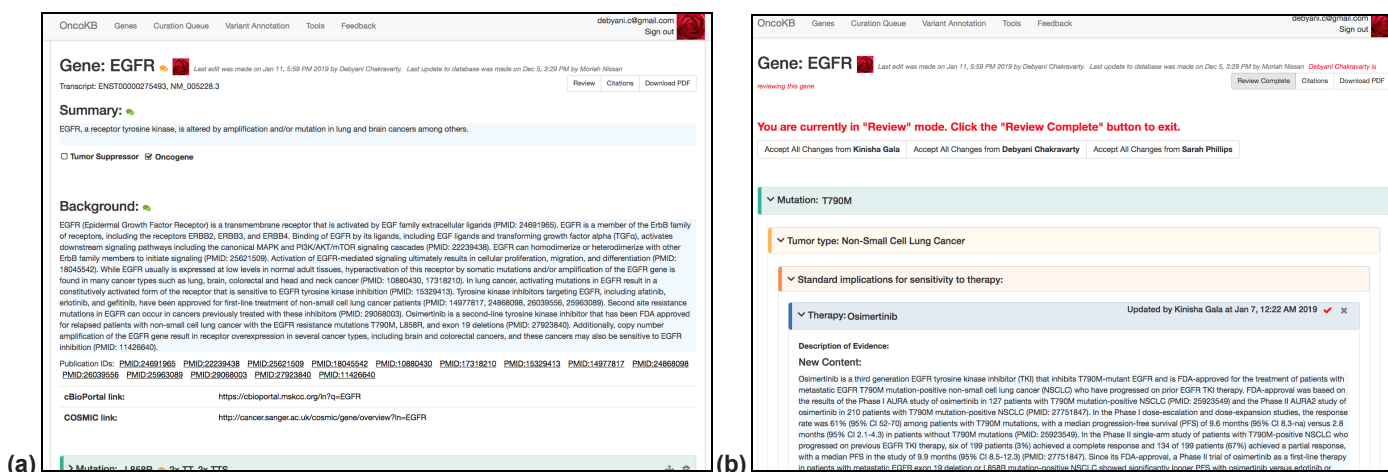 OncoKB Genes Curation Queue Variant Annotation Tools Feedback debyani.c@gmail.com
Sign out
Gene: EGFR Last edit was made on Jan 11, 5:59 PM 2019 by Debyani Chakravarty. Last update to database was made on Dec 5, 3:29 PM by Moriah Nissan
Transcript: ENST00000275493, NM_005228.3 Review Citations Download PDF
Summary:
EGFR, a receptor tyrosine kinase, is altered by amplification and/or mutation in lung and brain cancers among others.
Tumor Suppressor Oncogene
Background:
EGFR (Epidermal Growth Factor Receptor) is a transmembrane receptor that is activated by EGF family extracellular ligands (PMID: 24691965). EGFR is a member of the ErbB family
of receptors, including the receptors ERBB2, ERBB3, and ERBB4. Binding of EGFR by its ligands, including EGF ligands and transforming growth factor alpha (TGFα), activates
downstream signaling pathways including the canonical MAPK and PI3K/AKT/mTOR signaling cascades (PMID: 22239438). EGFR can homodimerize or heterodimerize with other
ErbB family members to initiate signaling (PMID: 25621509). Activation of EGFR-mediated signaling ultimately results in cellular proliferation, migration, and differentiation (PMID:
18045542). While EGFR usually is expressed at low levels in normal adult tissues, hyperactivation of this receptor by somatic mutations and/or amplification of the EGFR gene is
found in many cancer types such as lung, brain, colorectal and head and neck cancer (PMID: 10880430, 17318210). In lung cancer, activating mutations in EGFR result in a
constitutively activated form of the receptor that is sensitive to EGFR tyrosine kinase inhibition (PMID: 15329413). Tyrosine kinase inhibitors targeting EGFR, including afatinib,
erlotinib, and gefitinib, have been approved for first-line treatment of non-small cell lung cancer patients (PMID: 14977817, 24868098, 26039556, 25963089). Second site resistance
mutations in EGFR can occur in cancers previously treated with these inhibitors (PMID: 29068003). Osimertinib is a second-line tyrosine kinase inhibitor that has been FDA approved
for relapsed patients with non-small cell lung cancer with the EGFR resistance mutations T790M, L858R, and exon 19 deletions (PMID: 27923840). Additionally, copy number
amplification of the EGFR gene result in receptor overexpression in several cancer types, including brain and colorectal cancers, and these cancers may also be sensitive to EGFR
inhibition (PMID: 11426640).
Publication IDs: PMID:24691965 PMID:22239438 PMID:25621509 PMID:18045542 PMID:10880430 PMID:17318210 PMID:15329413 PMID:14977817 PMID:24868098
PMID:26039556 PMID:25963089 PMID:29068003 PMID:27923840 PMID:11426640
cBioPortal link: https://cbioportal.mskcc.org/ln?q=EGFR
COSMIC link: http://cancer.sanger.ac.uk/cosmic/gene/overview?ln=EGFR
Mutation: L858R 2x TT, 2x TTS
(a)
OncoKB Genes Curation Queue Variant Annotation Tools Feedback debyani.c@gmail.com
Sign out
Gene: EGFR Last edit was made on Jan 11, 5:59 PM 2019 by Debyani Chakravarty. Last update to database was made on Dec 5, 3:29 PM by Moriah Nissan Debyani Chakravarty is
reviewing this gene Review Complete Citations Download PDF
You are currently in "Review" mode. Click the "Review Complete" button to exit.
Accept All Changes from Kinisha Gala Accept All Changes from Debyani Chakravarty Accept All Changes from Sarah Phillips
Mutation: T790M
Tumor type: Non-Small Cell Lung Cancer
Standard implications for sensitivity to therapy:
Therapy: Osimertinib Updated by Kinisha Gala at Jan 7, 12:22 AM 2019
Description of Evidence:
New Content:
Osimertinib is a third generation EGFR tyrosine kinase inhibitor (TKI) that inhibits T790M-mutant EGFR and is FDA-approved for the treatment of patients with
metastatic EGFR T790M mutation-positive non-small cell lung cancer (NSCLC) who have progressed on prior EGFR TKI therapy. FDA-approval was based on
the results of the Phase I AURA study of osimertinib in 127 patients with T790M mutation-positive NSCLC (PMID: 25923549) and the Phase II AURA2 study of
osimertinib in 210 patients with T790M mutation-positive NSCLC (PMID: 27751847). In the Phase I dose-escalation and dose-expansion studies, the response
rate was 61% (95% CI 52-70) among patients with T790M mutations, with a median progression-free survival (PFS) of 9.6 months (95% CI 8.3-na) versus 2.8
months (95% CI 2.1-4.3) in patients without T790M mutations (PMID: 25923549). In the Phase II single-arm study of patients with T790M-positive NSCLC who
progressed on previous EGFR TKI therapy, six of 199 patients (3%) achieved a complete response and 134 of 199 patients (67%) achieved a partial response,
with a median PFS in the study of 9.9 months (95% CI 8.5-12.3) (PMID: 27751847). Since its FDA-approval, a Phase II trial of osimertinib as a first-line therapy
in patients with metastatic EGFR exon 19 deletion or L858R mutation-positive NSCLC showed significantly longer PFS with osimertinib versus erlotinib or
(b)